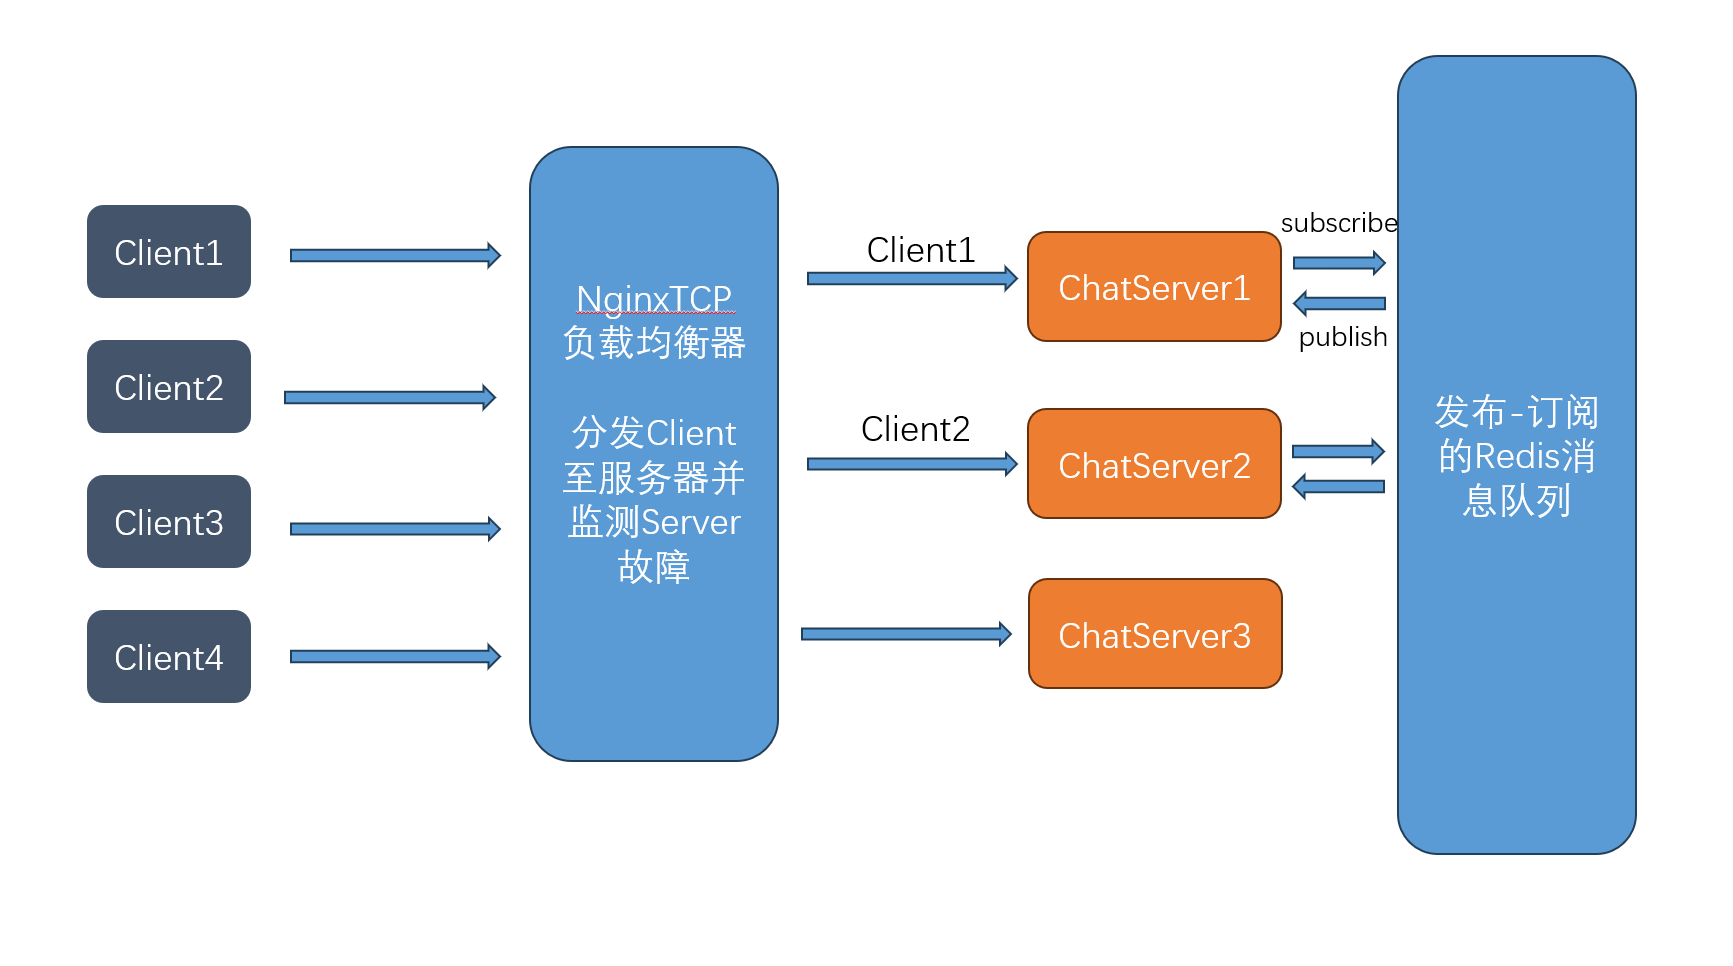 Client1
Client2
Client3
Client4
NginxTCP
负载均衡器
分发Client
至服务器并
监测Server
故障
Client1
Client2
ChatServer1
ChatServer2
ChatServer3
subscribe
publish
发布-订阅
的Redis消
息队列